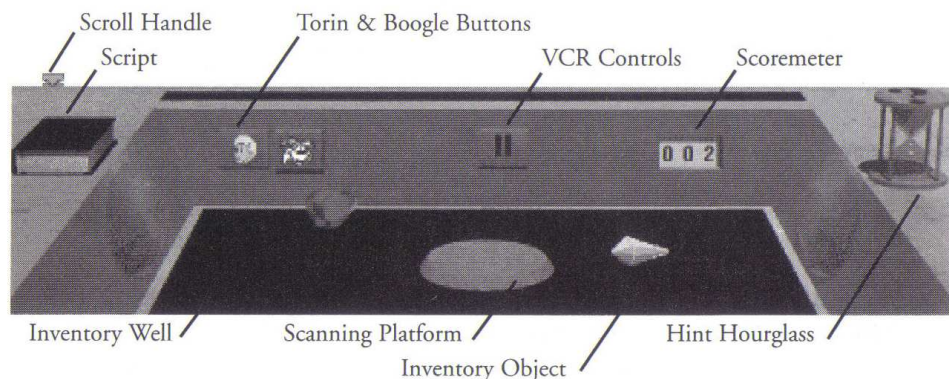 Scroll Handle
Torin & Boogle Buttons
Script
VCR Controls
Scoremeter
0 0 2
Inventory Well
Scanning Platform
Hint Hourglass
Inventory Object